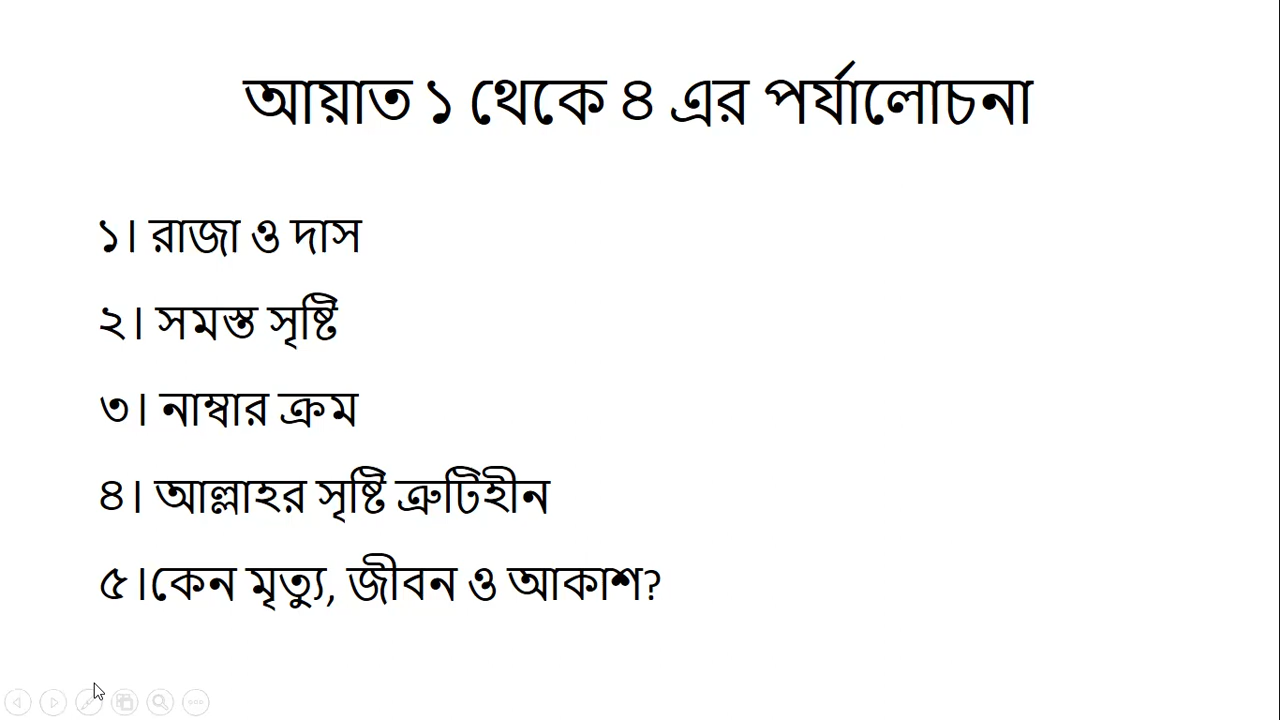 আয়াত ১ থেকে ৪ এর পর্যালোচনা
১। রাজা ও দাস
২। সমস্ত সৃষ্টি
৩। নাম্বার ক্রম
৪। আল্লাহর সৃষ্টি ত্রুটিহীন
৫।কেন মৃত্যু, জীবন ও আকাশ?